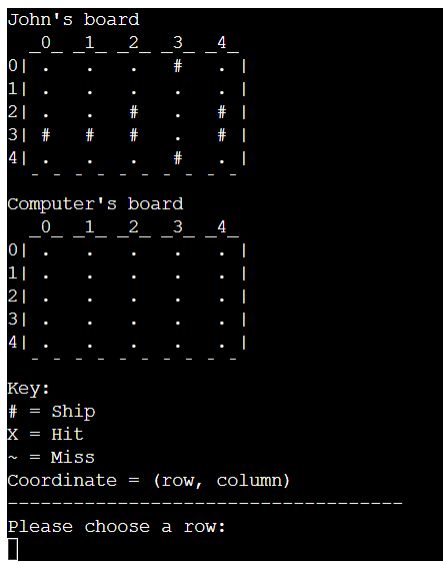 John's board
   _0_ _1_ _2_ _3_ _4_
0| .   .   .   #   . |
1| .   .   .   .   . |
2| .   .   #   .   # |
3| #   #   #   .   # |
4| .   .   .   #   . |
  - - - - - - - - - -
Computer's board
   _0_ _1_ _2_ _3_ _4_
0| .   .   .   .   . |
1| .   .   .   .   . |
2| .   .   .   .   . |
3| .   .   .   .   . |
4| .   .   .   .   . |
  - - - - - - - - - -
Key:
# = Ship
X = Hit
~ = Miss
Coordinate = (row, column)
------------------------------------
Please choose a row: